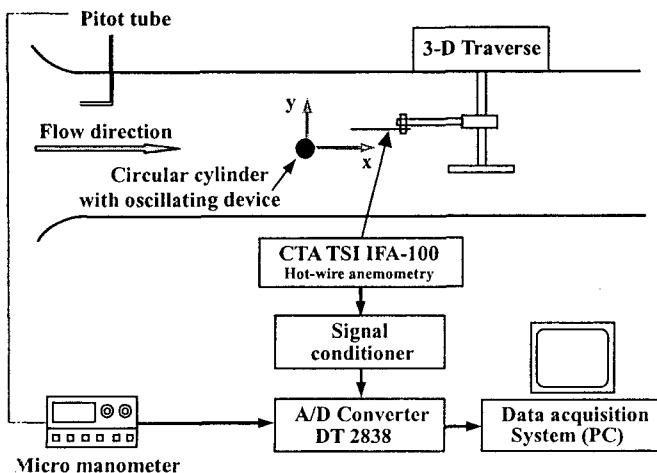 Pitot tube
3-D Traverse
y
Flow direction
x
Circular cylinder
with oscillating device
CTA TSI IFA-100
Hot-wire anemometry
Signal
conditioner
A/D Converter
DT 2838
Data acquisition
System (PC)
Micro manometer